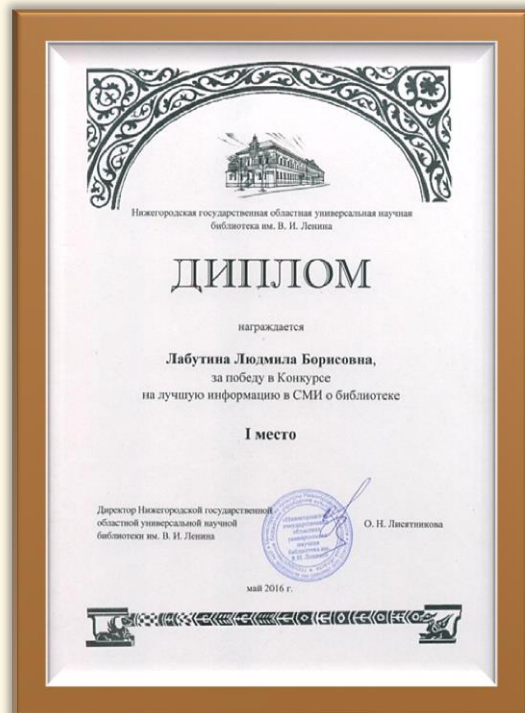 Нижегородская государственная областная универсальная научная
библиотека им. В. И. Ленина
ДИПЛОМ
награждается
Лабутина Людмила Борисовна,
за победу в Конкурсе
на лучшую информацию в СМИ о библиотеке
I место
Директор Нижегородской государственной
областной универсальной научной
библиотеки им. В. И. Ленина
О. Н. Лисятникова
май 2016 г.